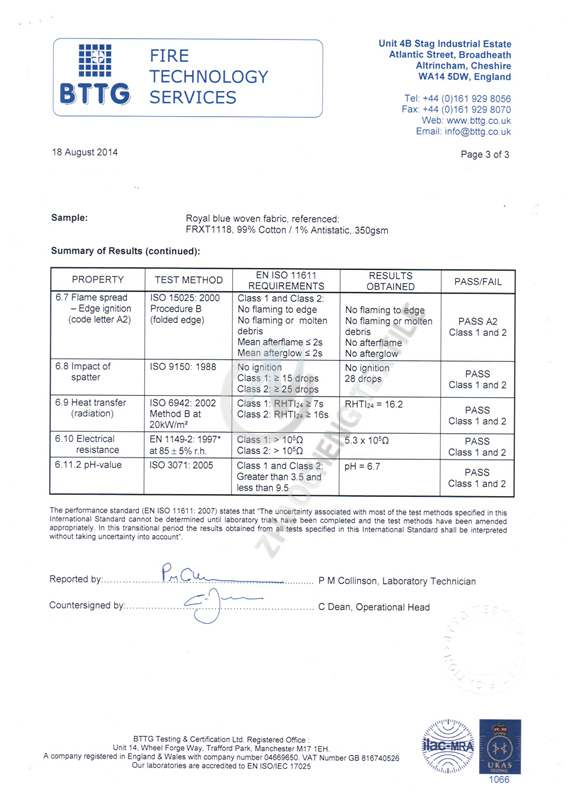 BTTG
FIRE
TECHNOLOGY
SERVICES
Unit 4B Stag Industrial Estate
Atlantic Street, Broadheath
Altrincham, Cheshire
WA14 5DW, England
Tel: +44 (0)161 929 8056
Fax: +44 (0)161 929 8070
Web: www.bttg.co.uk
Email: info@bttg.co.uk
18 August 2014
Page 3 of 3
Sample:
Royal blue woven fabric, referenced:
FRXT1118, 99% Cotton / 1% Antistatic, 350gsm
Summary of Results (continued):
PROPERTY
TEST METHOD
EN ISO 11611
REQUIREMENTS
RESULTS
OBTAINED
PASS/FAIL
6.7 Flame spread
– Edge ignition
(code letter A2)
ISO 15025: 2000
Procedure B
(folded edge)
Class 1 and Class 2:
No flaming to edge
No flaming or molten
debris
Mean afterflame ≤ 2s
Mean afterglow ≤ 2s
No flaming to edge
No flaming or molten
debris
No afterflame
No afterglow
PASS A2
Class 1 and 2
6.8 Impact of
spatter
ISO 9150: 1988
No ignition
Class 1: ≥ 15 drops
Class 2: ≥ 25 drops
No ignition
28 drops
PASS
Class 1 and 2
6.9 Heat transfer
(radiation)
ISO 6942: 2002
Method B at
20kW/m²
Class 1: RHTI24 ≥ 7s
Class 2: RHTI24 ≥ 16s
RHTI24 = 16.2
PASS
Class 1 and 2
6.10 Electrical
resistance
EN 1149-2: 1997*
at 85 ± 5% r.h.
Class 1: > 10⁵Ω
Class 2: > 10⁵Ω
5.3 x 10⁵Ω
PASS
Class 1 and 2
6.11.2 pH-value
ISO 3071: 2005
Class 1 and Class 2:
Greater than 3.5 and
less than 9.5
pH = 6.7
PASS
Class 1 and 2
The performance standard (EN ISO 11611: 2007) states that “The uncertainty associated with most of the test methods specified in this
International Standard cannot be determined until laboratory trials have been completed and the test methods have been amended
appropriately. In this transitional period the results obtained from all tests specified in this International Standard shall be interpreted
without taking uncertainty into account”.
Reported by: P M Collinson, Laboratory Technician
Countersigned by: C Dean, Operational Head
ZHAOCHENG TEXTILE
BTTG Testing & Certification Ltd. Registered Office :
Unit 14, Wheel Forge Way, Trafford Park, Manchester M17 1EH.
A company registered in England & Wales with company number 04669650. VAT Number GB 816740526
Our laboratories are accredited to EN ISO/IEC 17025
ilac-MRA
UKAS
TESTING
1066